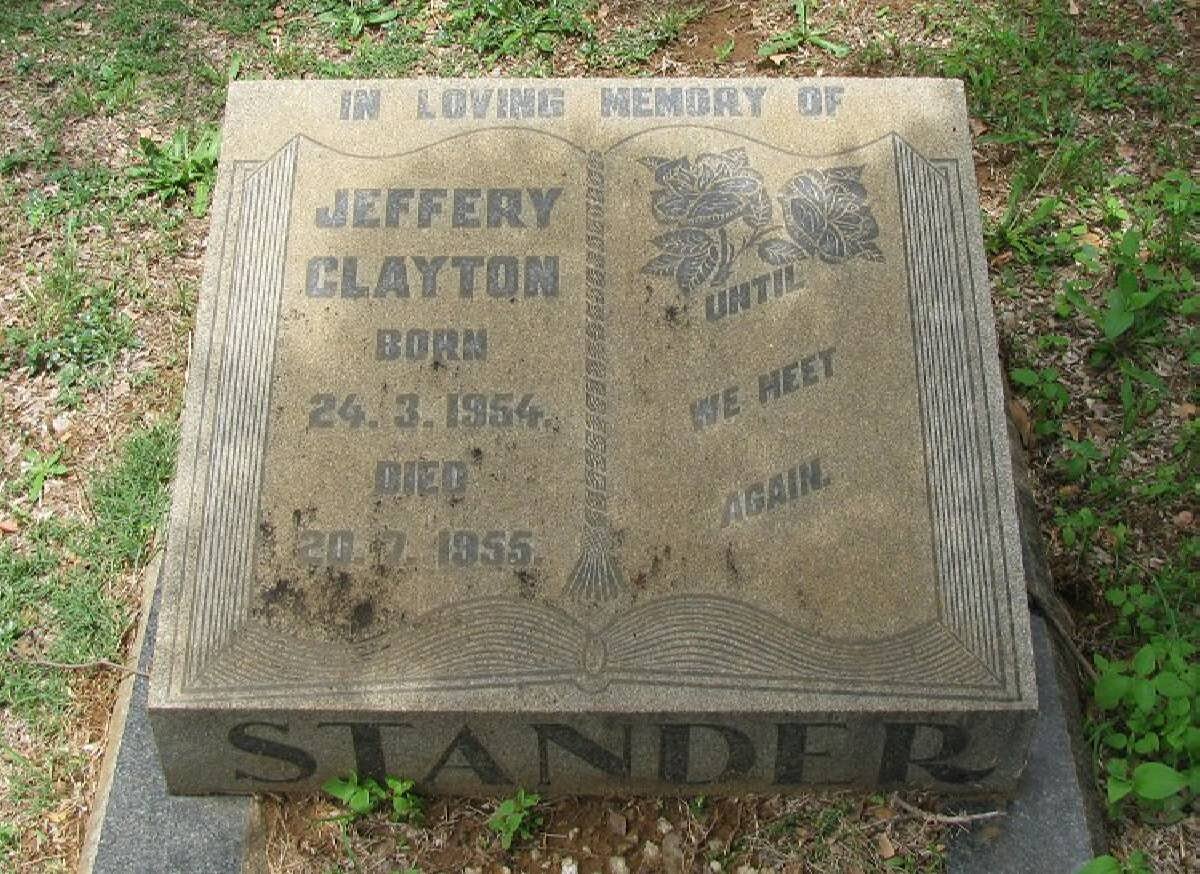 IN LOVING MEMORY OF
JEFFERY
CLAYTON
BORN
24. 3. 1954.
DIED
20. 7. 1955.
UNTIL
WE MEET
AGAIN.
STANDER